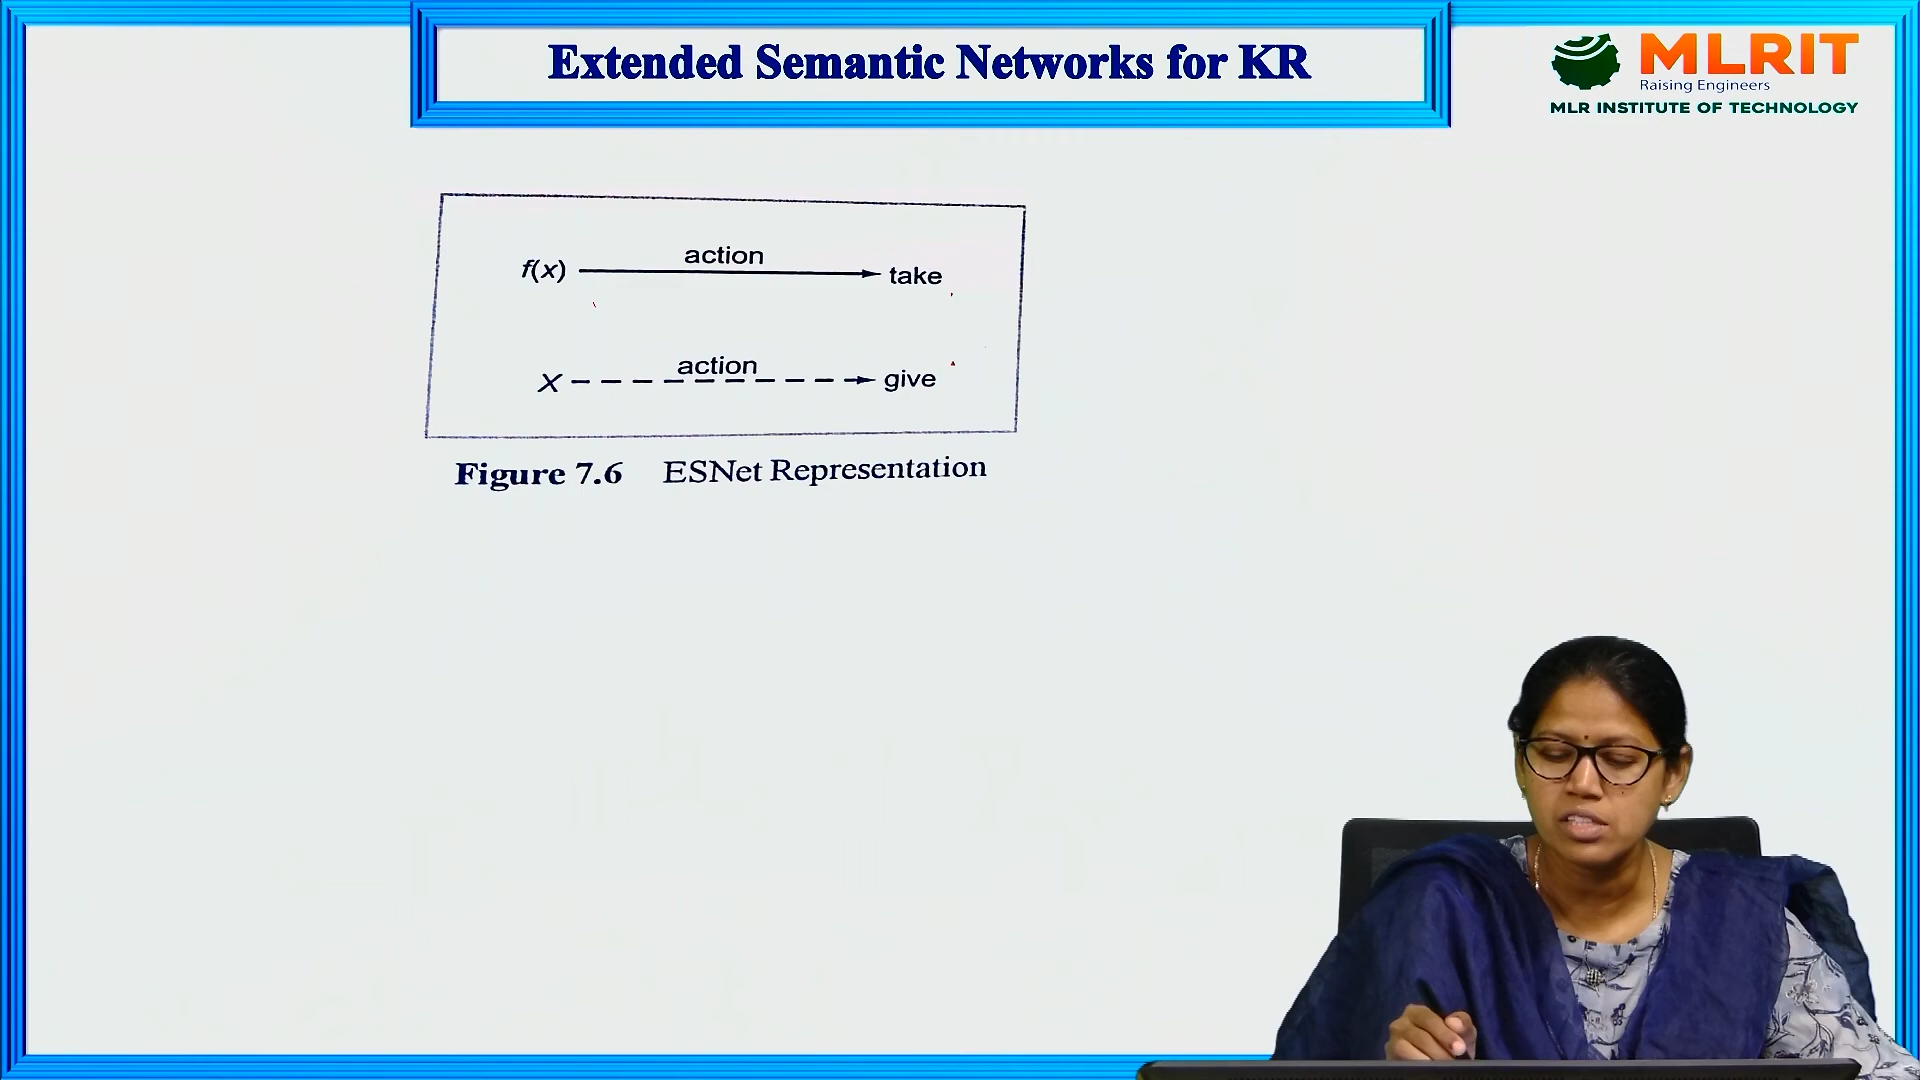 Extended Semantic Networks for KR
MLRIT
Raising Engineers
MLR INSTITUTE OF TECHNOLOGY
f(x) action take
X action give
Figure 7.6 ESNet Representation